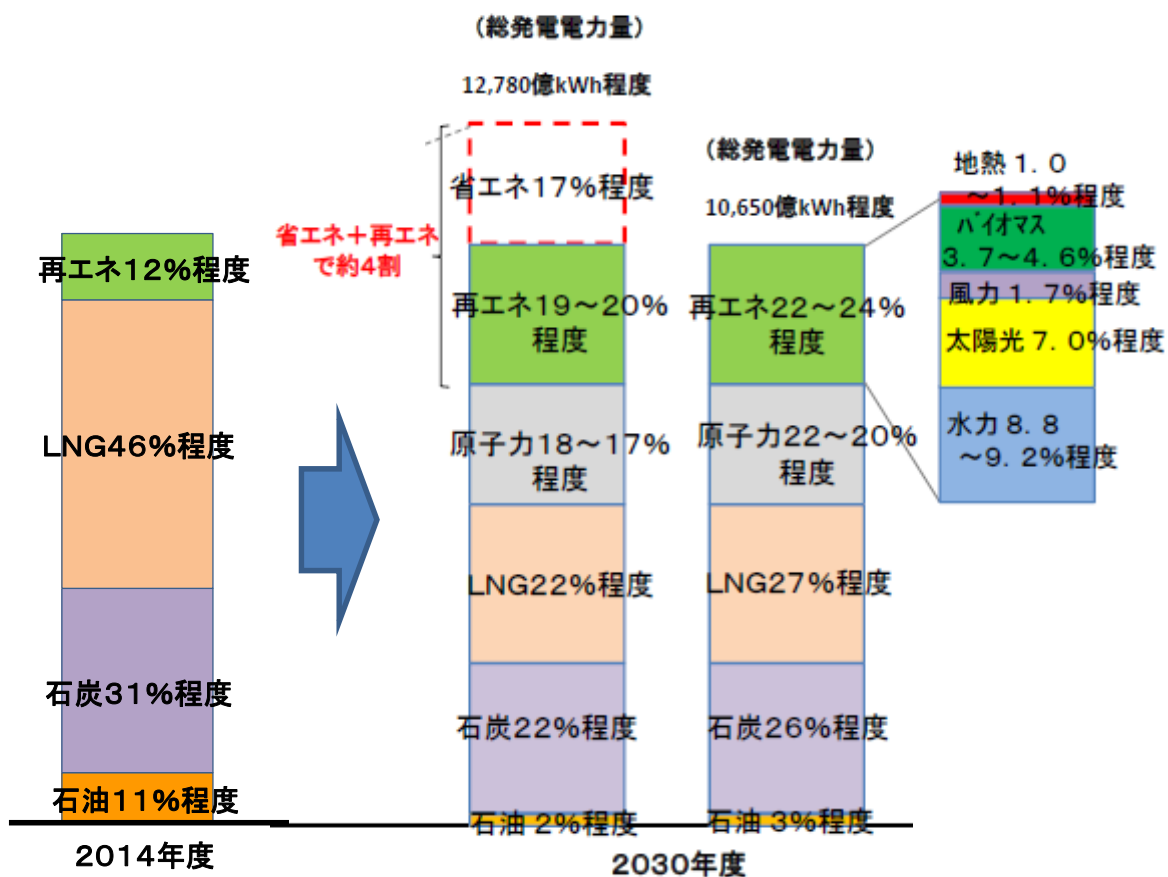 (総発電電力量)
12,780億kWh程度
省エネ17%程度
省エネ+再エネ
で約4割
再エネ19~20%
程度
原子力18~17%
程度
LNG22%程度
石炭22%程度
石油 2%程度
(総発電電力量)
10,650億kWh程度
再エネ22~24%
程度
原子力22~20%
程度
LNG27%程度
石炭26%程度
石油 3%程度
地熱 1.0
~1.1%程度
バイオマス
3.7~4.6%程度
風力 1.7%程度
太陽光 7.0%程度
水力 8.8
~9.2%程度
再エネ12%程度
LNG46%程度
石炭31%程度
石油11%程度
2014年度
2030年度